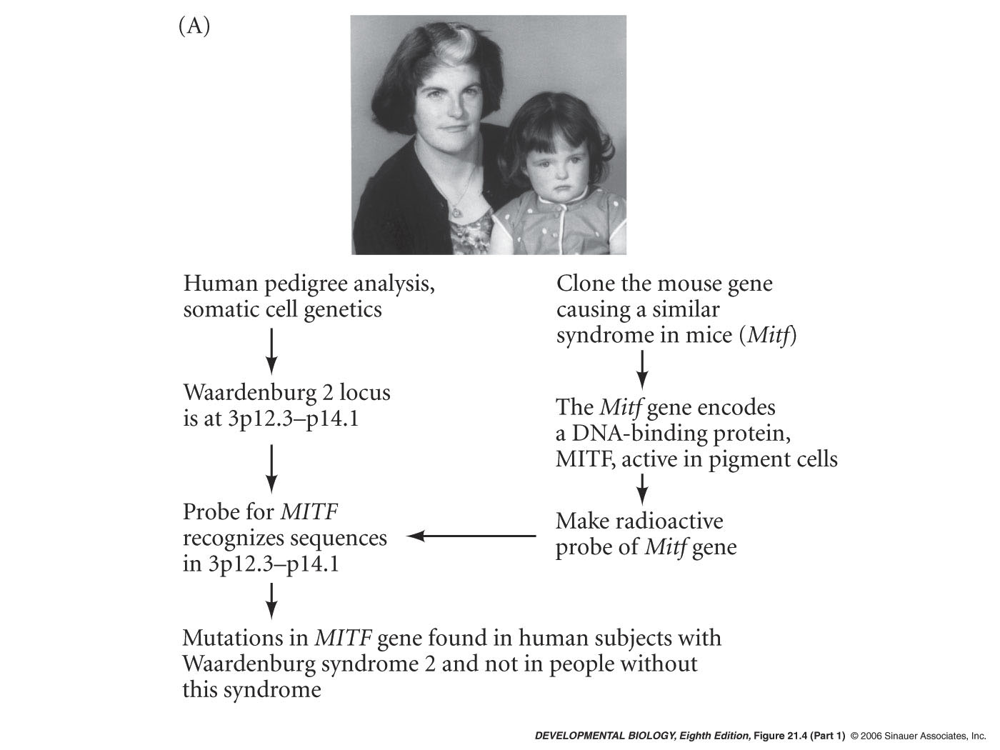 (A)
Human pedigree analysis,
somatic cell genetics
Waardenburg 2 locus
is at 3p12.3–p14.1
Probe for MITF
recognizes sequences
in 3p12.3–p14.1
Clone the mouse gene
causing a similar
syndrome in mice (Mitf)
The Mitf gene encodes
a DNA-binding protein,
MITF, active in pigment cells
Make radioactive
probe of Mitf gene
Mutations in MITF gene found in human subjects with
Waardenburg syndrome 2 and not in people without
this syndrome
DEVELOPMENTAL BIOLOGY, Eighth Edition, Figure 21.4 (Part 1) © 2006 Sinauer Associates, Inc.